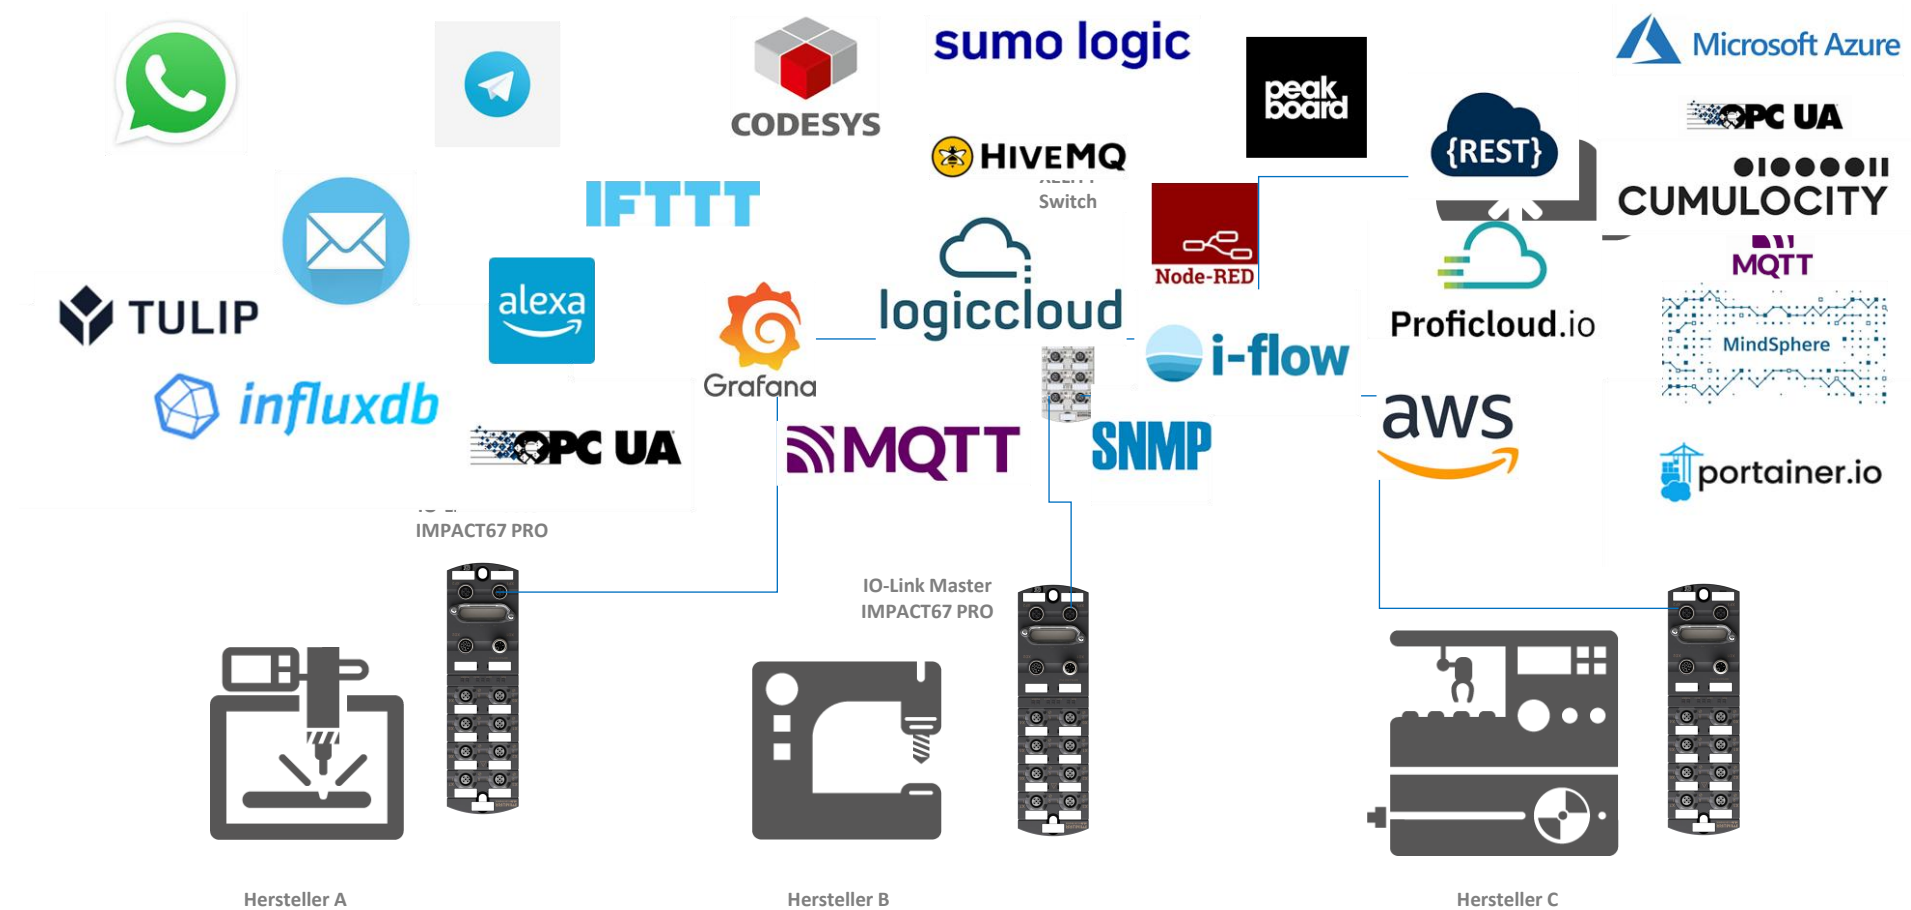 sumo logic
Microsoft Azure
peak
board
OPC UA
CODESYS
{REST}
HIVEMQ
CUMULOCITY
Switch
IFTTT
Node-RED
MQTT
alexa
TULIP
logiccloud
Proficloud.io
MindSphere
i-flow
Grafana
influxdb
aws
OPC UA
MQTT
SNMP
portainer.io
IMPACT67 PRO
IO-Link Master
IMPACT67 PRO
Hersteller A
Hersteller B
Hersteller C